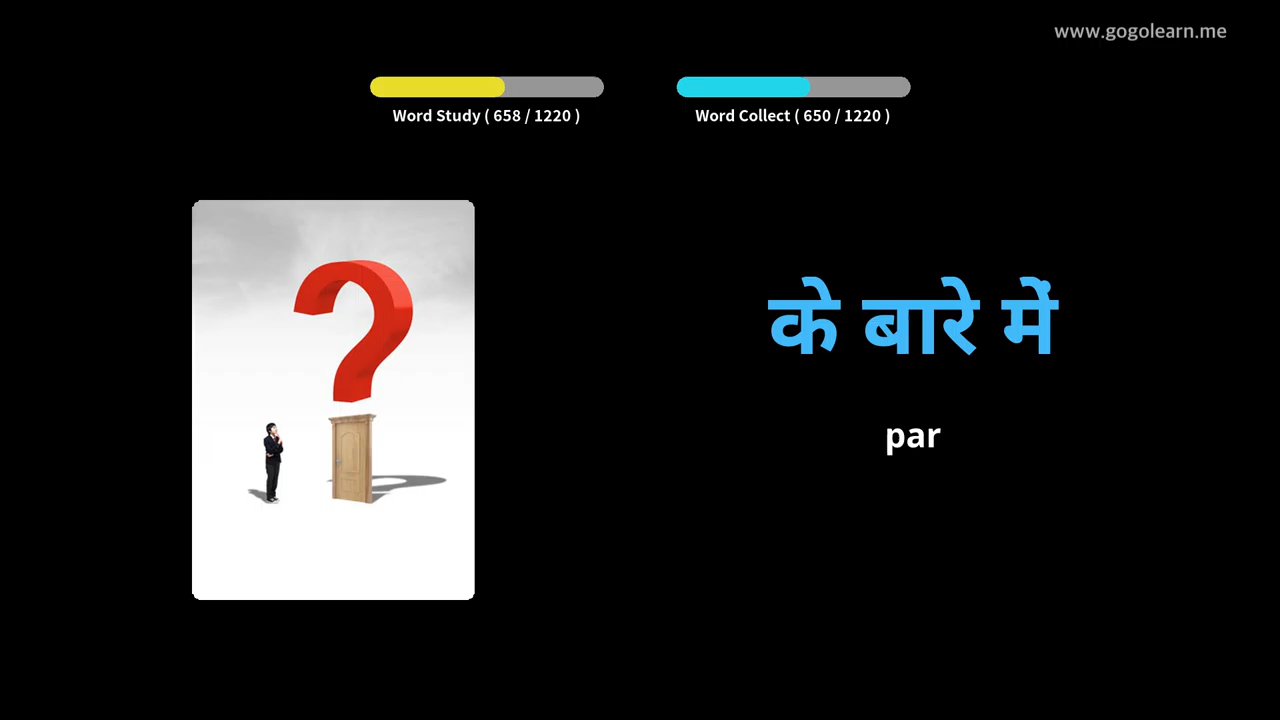 www.gogolearn.me
Word Study ( 658 / 1220 )
Word Collect ( 650 / 1220 )
के बारे में
par